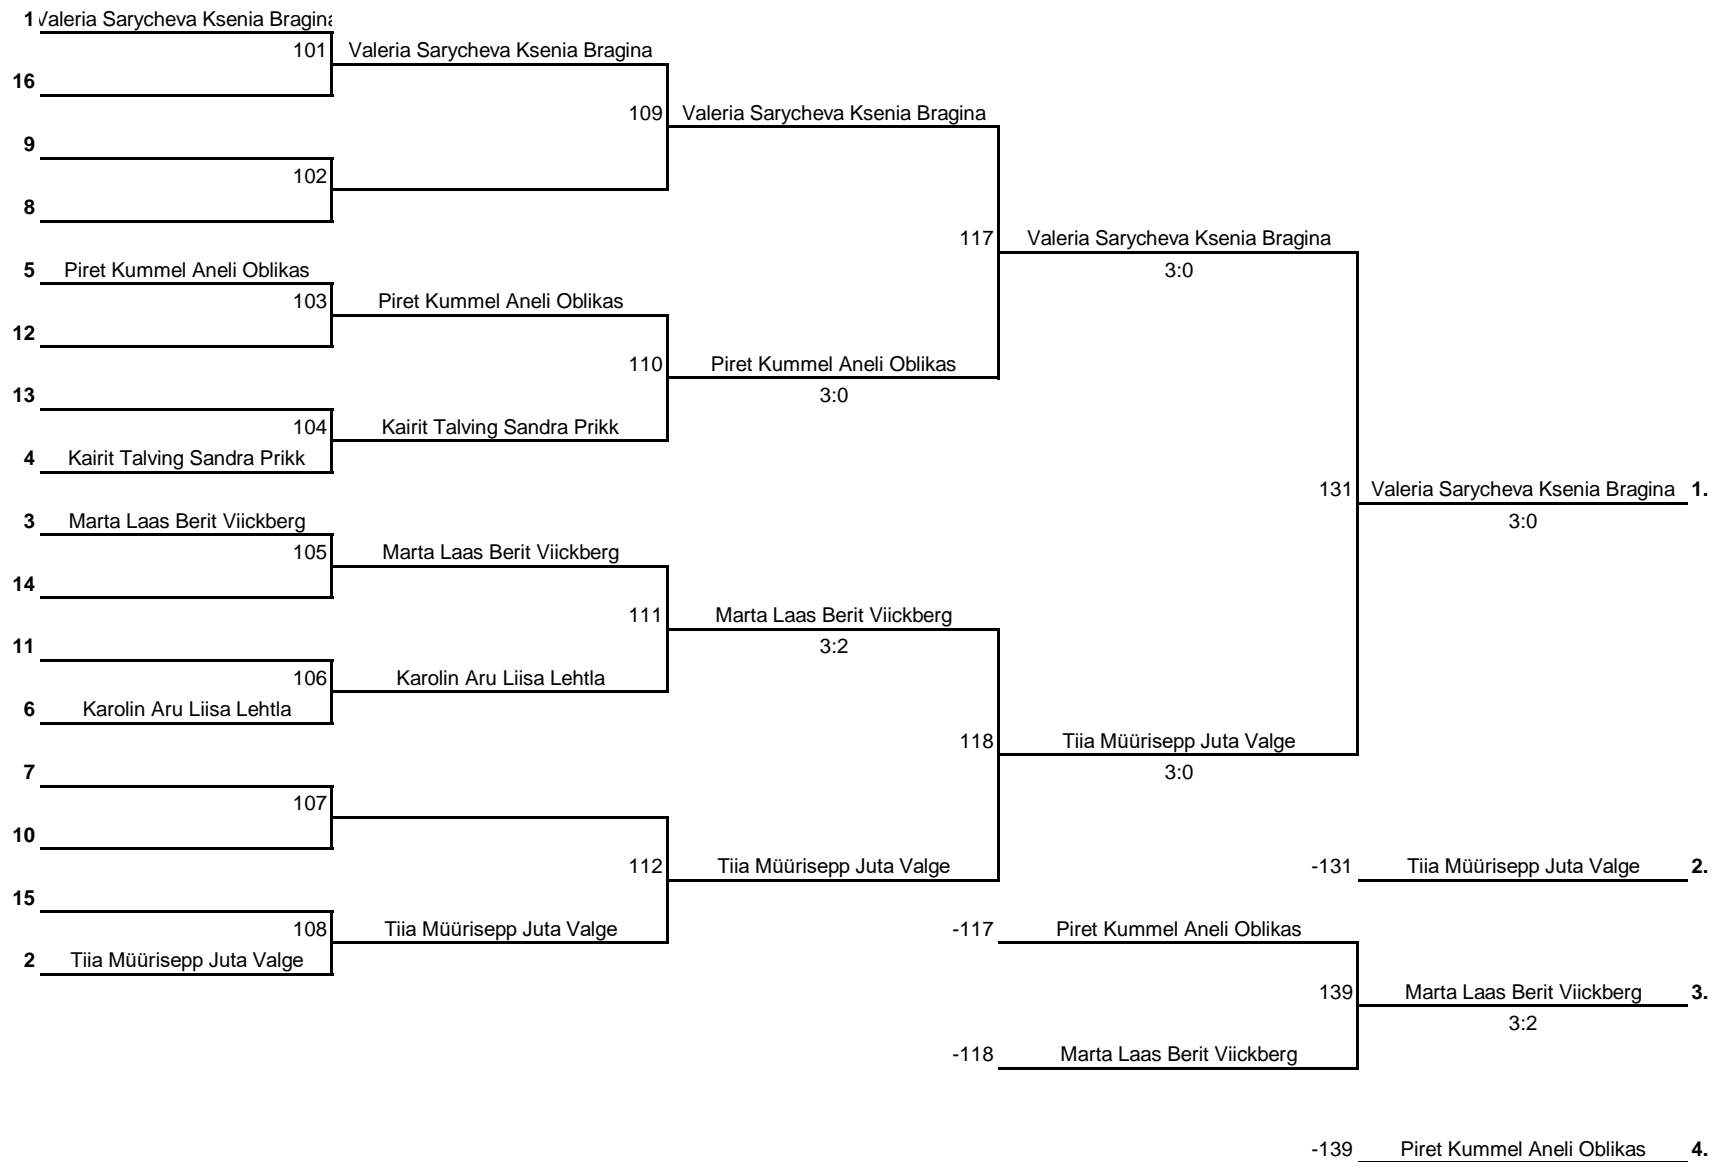 1 Valeria Sarycheva Ksenia Bragina
101 Valeria Sarycheva Ksenia Bragina
16
109 Valeria Sarycheva Ksenia Bragina
9
102
8
117 Valeria Sarycheva Ksenia Bragina
5 Piret Kummel Aneli Oblikas 3:0
103 Piret Kummel Aneli Oblikas
12
110 Piret Kummel Aneli Oblikas
13 3:0
104 Kairit Talving Sandra Prikk
4 Kairit Talving Sandra Prikk
131 Valeria Sarycheva Ksenia Bragina 1.
3 Marta Laas Berit Viickberg 3:0
105 Marta Laas Berit Viickberg
14
111 Marta Laas Berit Viickberg
11 3:2
106 Karolin Aru Liisa Lehtla
6 Karolin Aru Liisa Lehtla
118 Tiia Müürisepp Juta Valge
7 3:0
107
10
112 Tiia Müürisepp Juta Valge -131 Tiia Müürisepp Juta Valge 2.
15
108 Tiia Müürisepp Juta Valge -117 Piret Kummel Aneli Oblikas
2 Tiia Müürisepp Juta Valge
139 Marta Laas Berit Viickberg 3.
3:2
-118 Marta Laas Berit Viickberg
-139 Piret Kummel Aneli Oblikas 4.